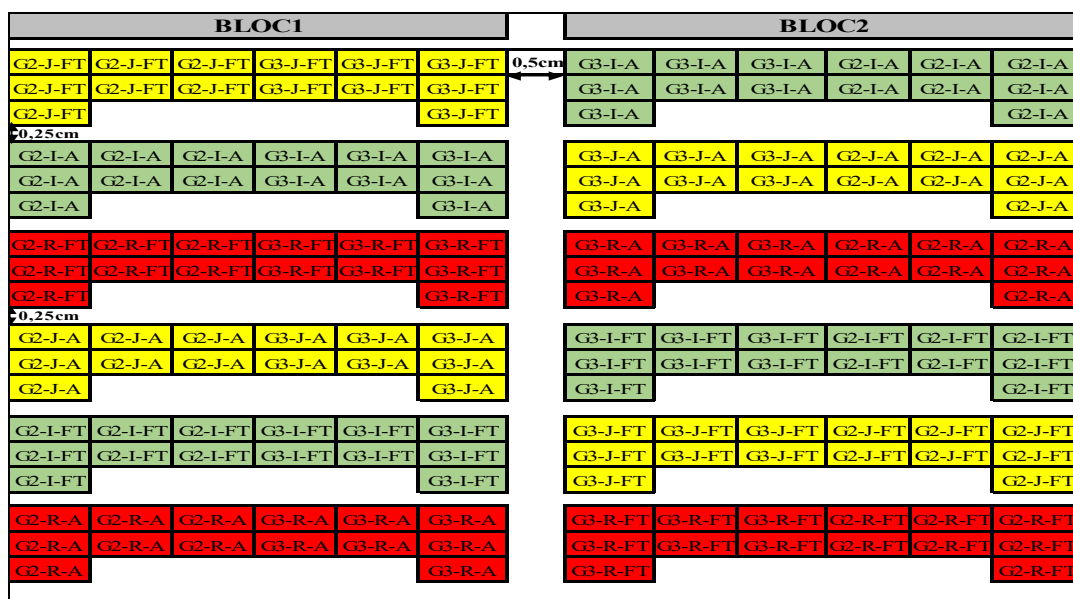 BLOC1 BLOC2
G2-J-FT G2-J-FT G2-J-FT G3-J-FT G3-J-FT G3-J-FT 0,5cm G3-I-A G3-I-A G3-I-A G2-I-A G2-I-A G2-I-A
G2-J-FT G2-J-FT G2-J-FT G3-J-FT G3-J-FT G3-J-FT G3-I-A G3-I-A G3-I-A G2-I-A G2-I-A G2-I-A
G2-J-FT G3-J-FT G3-I-A G2-I-A
0,25cm
G2-I-A G2-I-A G2-I-A G3-I-A G3-I-A G3-I-A G3-J-A G3-J-A G3-J-A G2-J-A G2-J-A G2-J-A
G2-I-A G2-I-A G2-I-A G3-I-A G3-I-A G3-I-A G3-J-A G3-J-A G3-J-A G2-J-A G2-J-A G2-J-A
G2-I-A G3-I-A G3-J-A G2-J-A
G2-R-FT G2-R-FT G2-R-FT G3-R-FT G3-R-FT G3-R-FT G3-R-A G3-R-A G3-R-A G2-R-A G2-R-A G2-R-A
G2-R-FT G2-R-FT G2-R-FT G3-R-FT G3-R-FT G3-R-FT G3-R-A G3-R-A G3-R-A G2-R-A G2-R-A G2-R-A
G2-R-FT G3-R-FT G3-R-A G2-R-A
0,25cm
G2-J-A G2-J-A G2-J-A G3-J-A G3-J-A G3-J-A G3-I-FT G3-I-FT G3-I-FT G2-I-FT G2-I-FT G2-I-FT
G2-J-A G2-J-A G2-J-A G3-J-A G3-J-A G3-J-A G3-I-FT G3-I-FT G3-I-FT G2-I-FT G2-I-FT G2-I-FT
G2-J-A G3-J-A G3-I-FT G2-I-FT
G2-I-FT G2-I-FT G2-I-FT G3-I-FT G3-I-FT G3-I-FT G3-J-FT G3-J-FT G3-J-FT G2-J-FT G2-J-FT G2-J-FT
G2-I-FT G2-I-FT G2-I-FT G3-I-FT G3-I-FT G3-I-FT G3-J-FT G3-J-FT G3-J-FT G2-J-FT G2-J-FT G2-J-FT
G2-I-FT G3-I-FT G3-J-FT G2-J-FT
G2-R-A G2-R-A G2-R-A G3-R-A G3-R-A G3-R-A G3-R-FT G3-R-FT G3-R-FT G2-R-FT G2-R-FT G2-R-FT
G2-R-A G2-R-A G2-R-A G3-R-A G3-R-A G3-R-A G3-R-FT G3-R-FT G3-R-FT G2-R-FT G2-R-FT G2-R-FT
G2-R-A G3-R-A G3-R-FT G2-R-FT